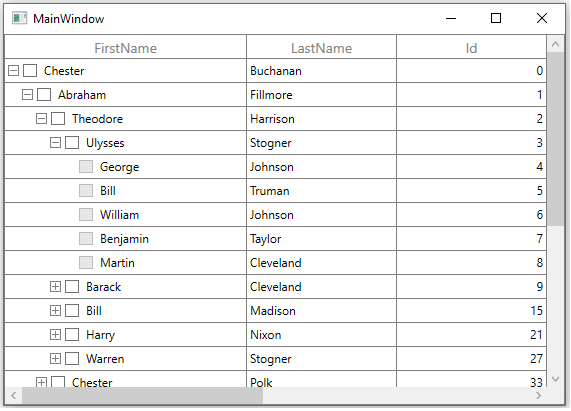 MainWindow
FirstName LastName Id
Chester Buchanan 0
Abraham Fillmore 1
Theodore Harrison 2
Ulysses Stogner 3
George Johnson 4
Bill Truman 5
William Johnson 6
Benjamin Taylor 7
Martin Cleveland 8
Barack Cleveland 9
Bill Madison 15
Harry Nixon 21
Warren Stogner 27
Chester Polk 33